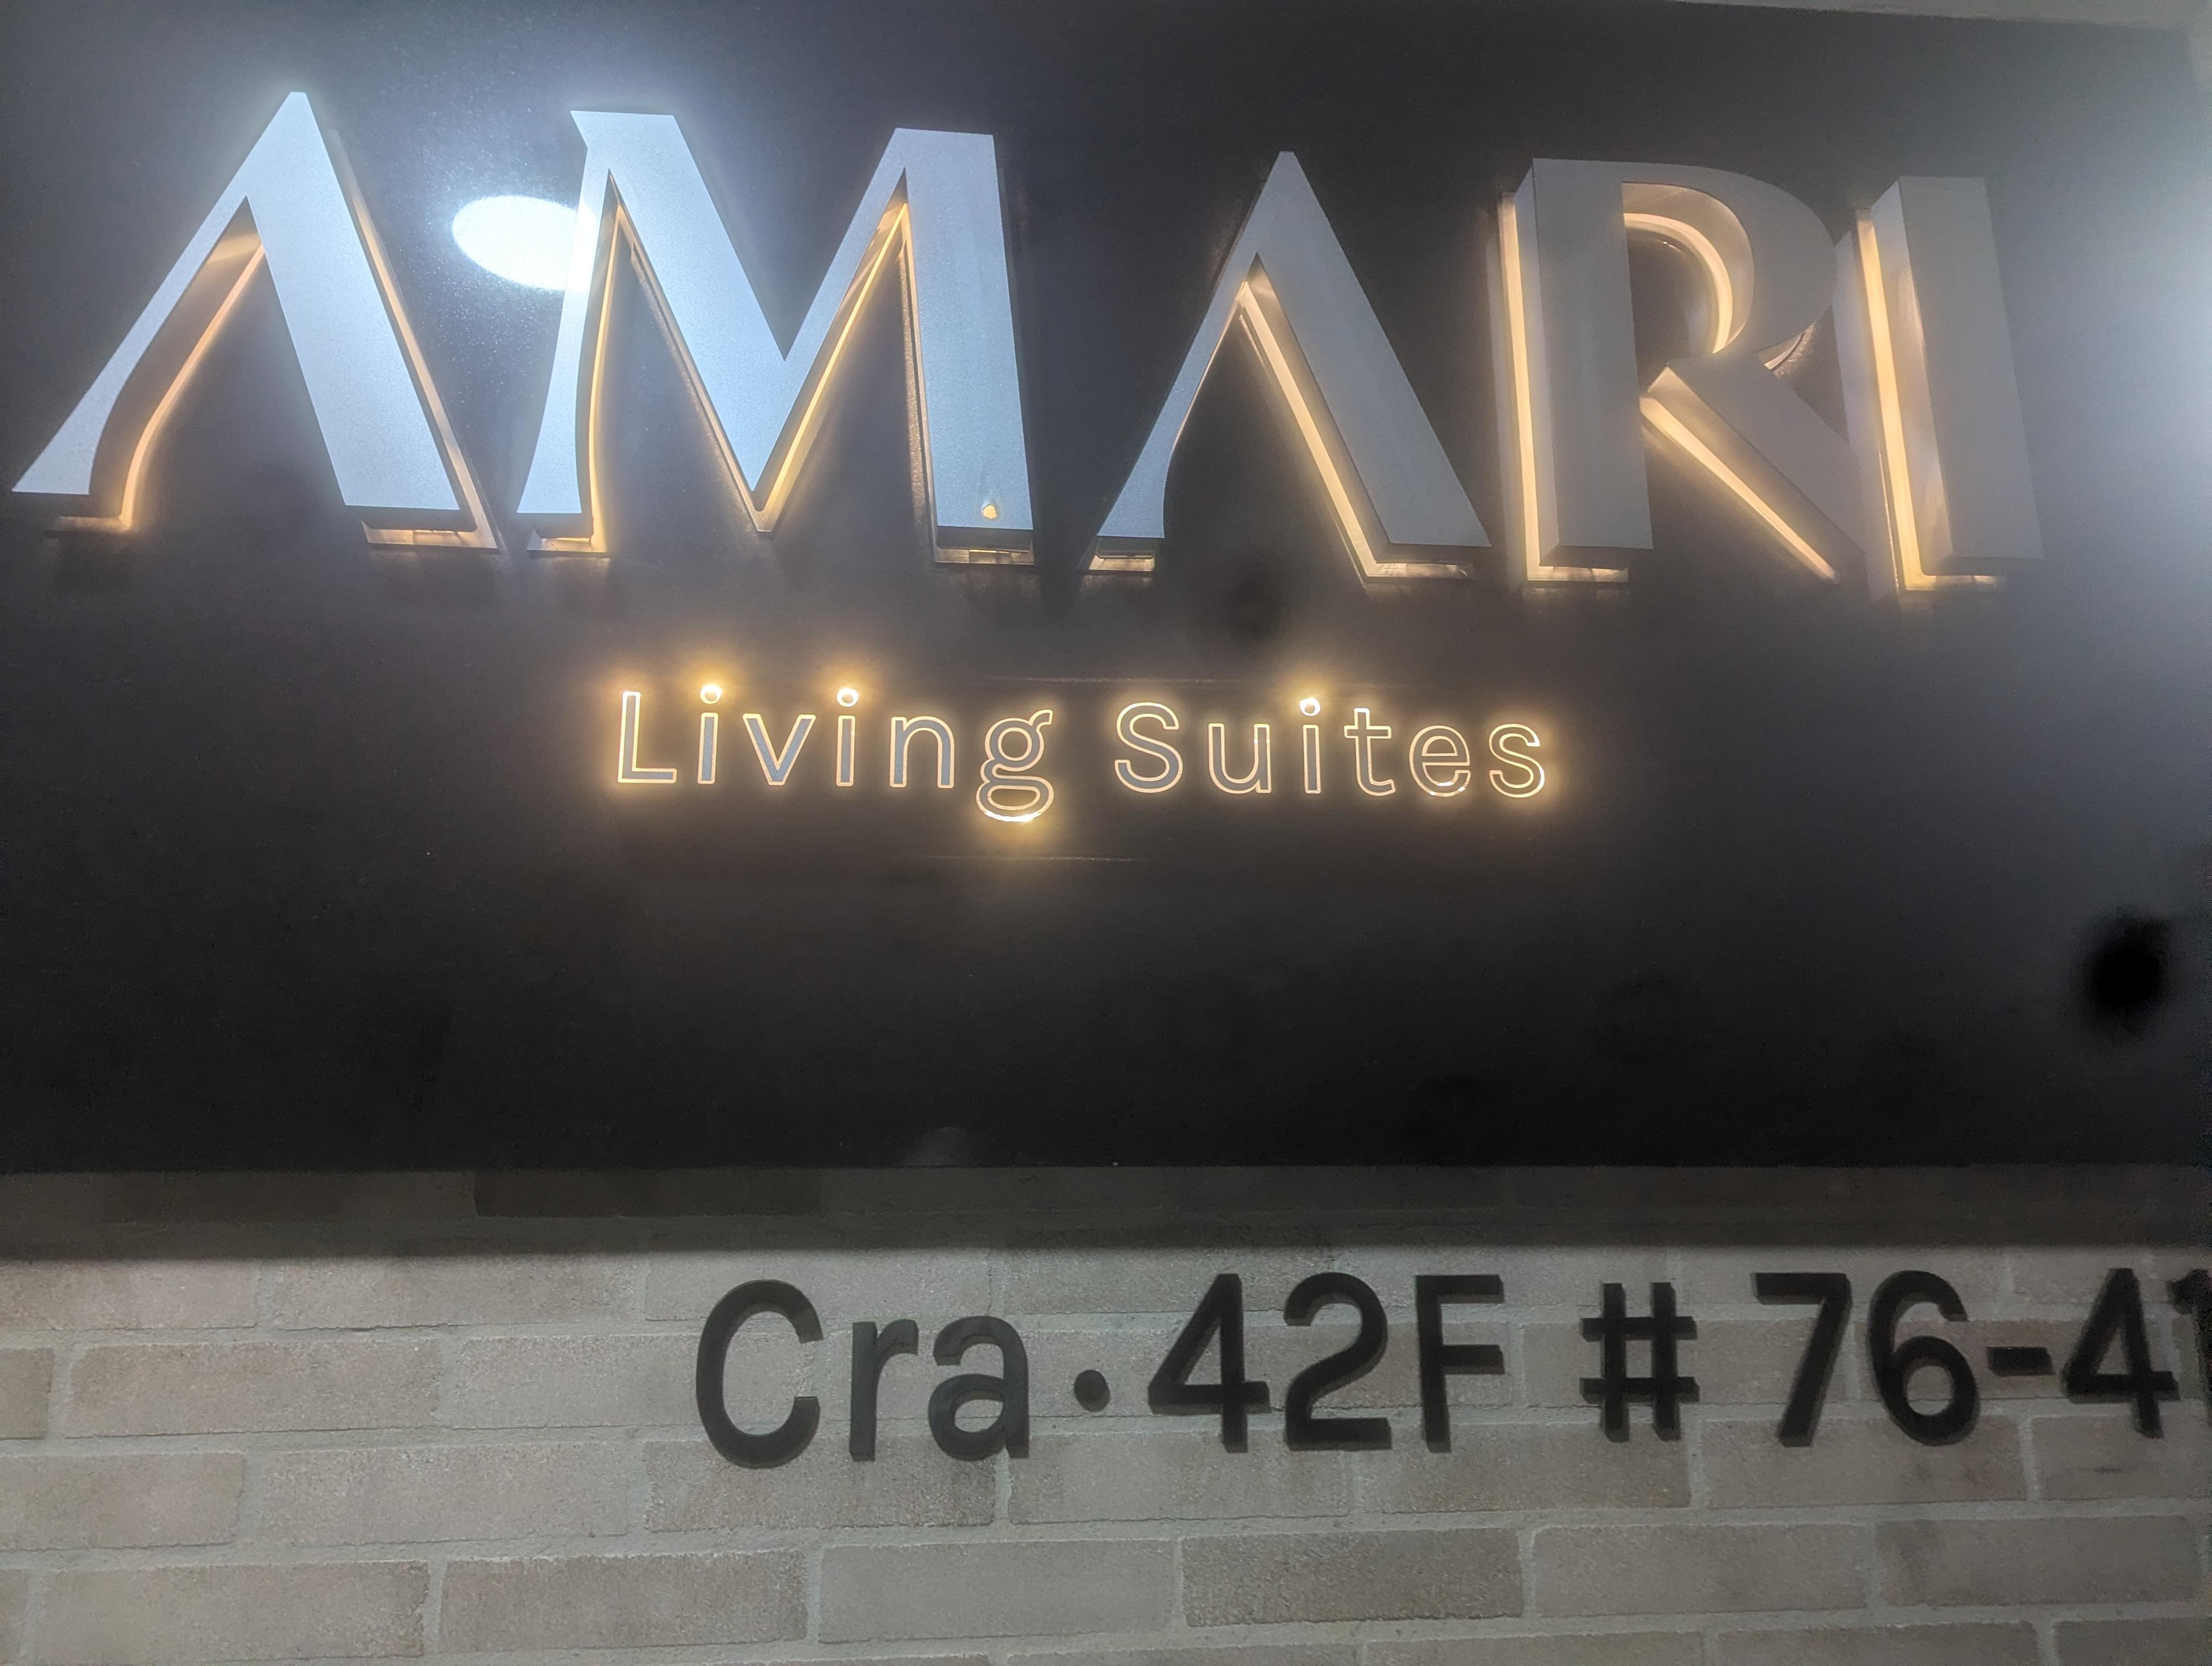 AMARI
Living Suites
Cra. 42F # 76-41